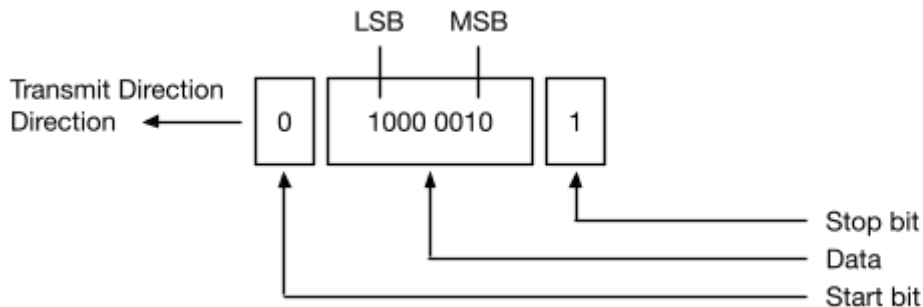 LSB MSB
Transmit Direction
Direction
0 1000 0010 1
Stop bit
Data
Start bit